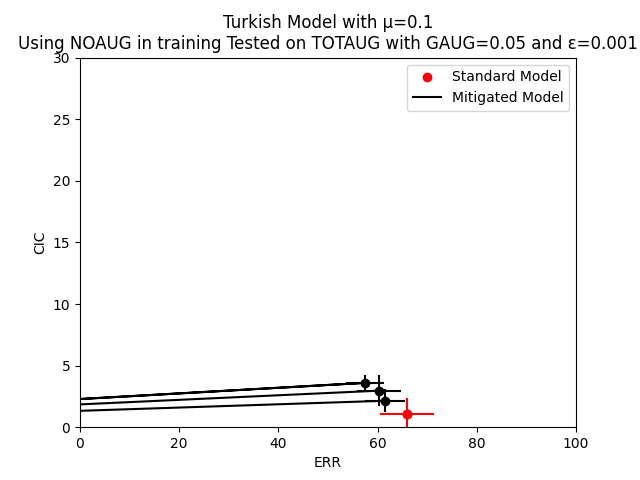 Turkish Model with μ=0.1
Using NOAUG in training Tested on TOTAUG with GAUG=0.05 and ε=0.001
Standard Model
Mitigated Model
CIC
30
25
20
15
10
5
0
0 20 40 60 80 100
ERR